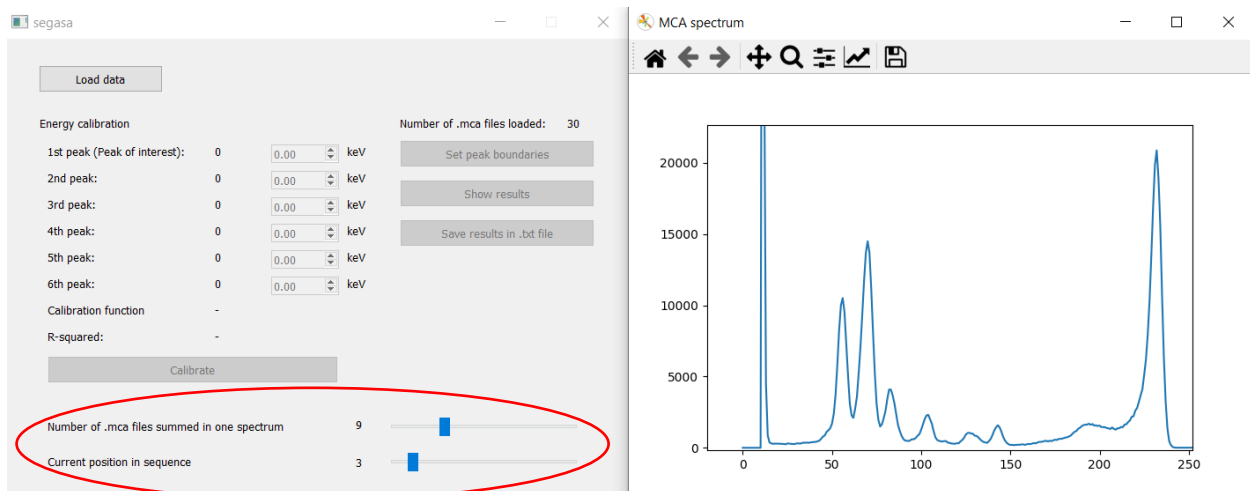 segasa
Load data
Energy calibration
Number of .mca files loaded: 30
1st peak (Peak of interest): 0 0.00 keV
Set peak boundaries
2nd peak: 0 0.00 keV
3rd peak: 0 0.00 keV
Show results
4th peak: 0 0.00 keV
Save results in .txt file
5th peak: 0 0.00 keV
6th peak: 0 0.00 keV
Calibration function -
R-squared: -
Calibrate
Number of .mca files summed in one spectrum 9
Current position in sequence 3
MCA spectrum
20000
15000
10000
5000
0
0 50 100 150 200 250